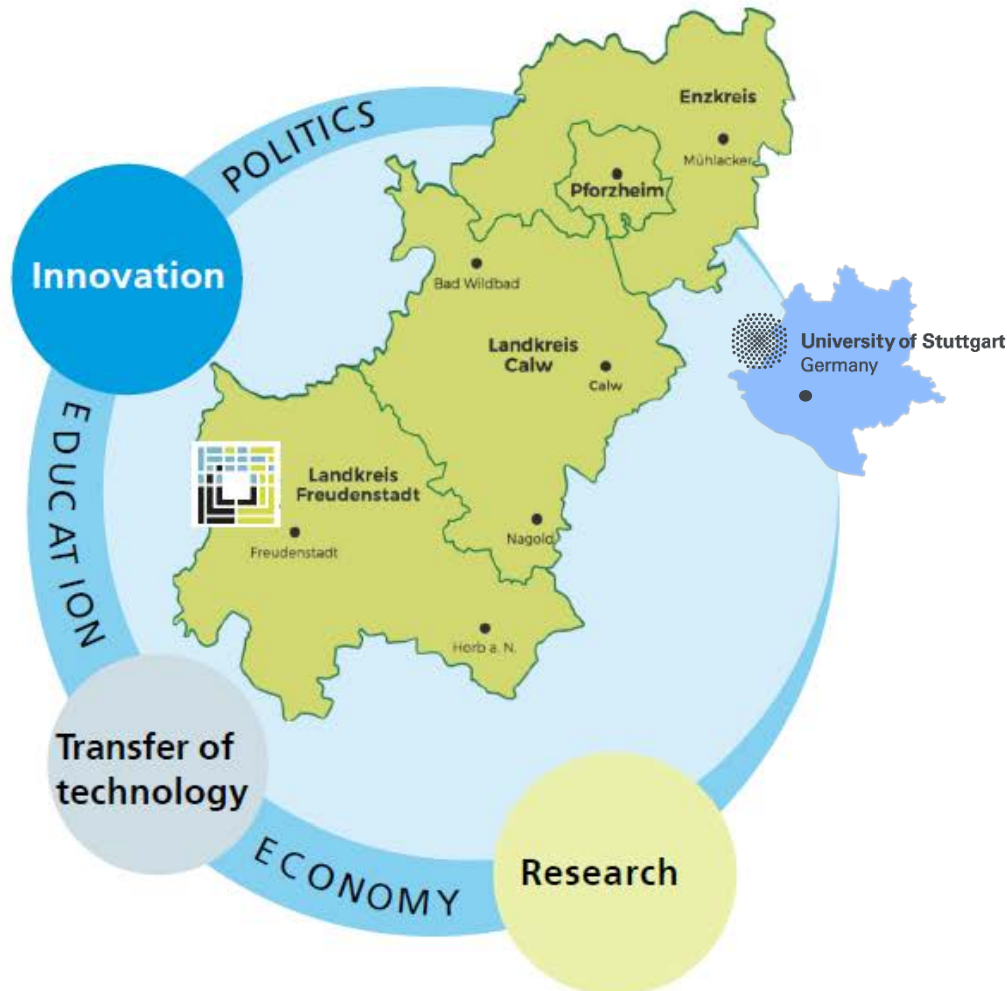 POLITICS
Enzkreis
Mühlacker
Pforzheim
Innovation
Bad Wildbad
University of Stuttgart
Germany
Landkreis
Calw
Calw
EDUCATION
Landkreis
Freudenstadt
Freudenstadt
Nagold
Horb a. N.
Transfer of
technology
ECONOMY
Research